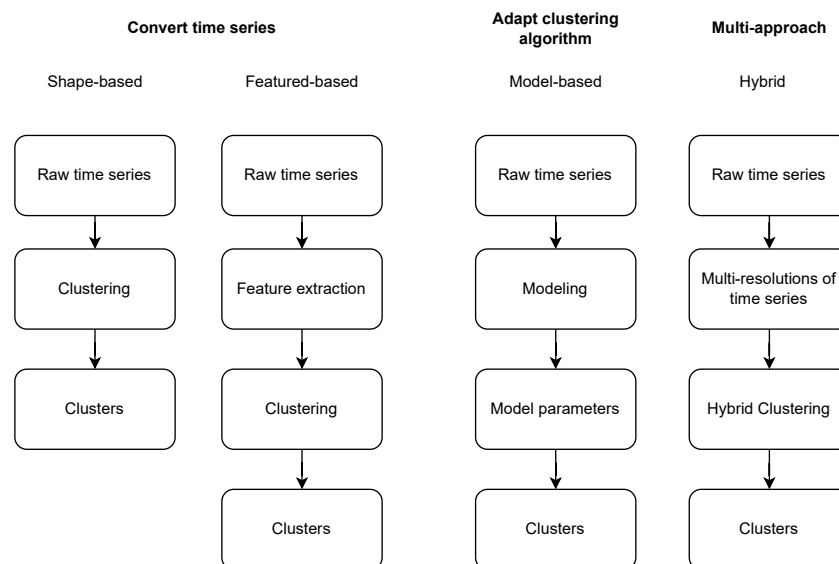 Convert time series
Adapt clustering
algorithm
Multi-approach
Shape-based
Featured-based
Model-based
Hybrid
Raw time series
Raw time series
Raw time series
Raw time series
Clustering
Feature extraction
Modeling
Multi-resolutions of
time series
Clusters
Clustering
Model parameters
Hybrid Clustering
Clusters
Clusters
Clusters